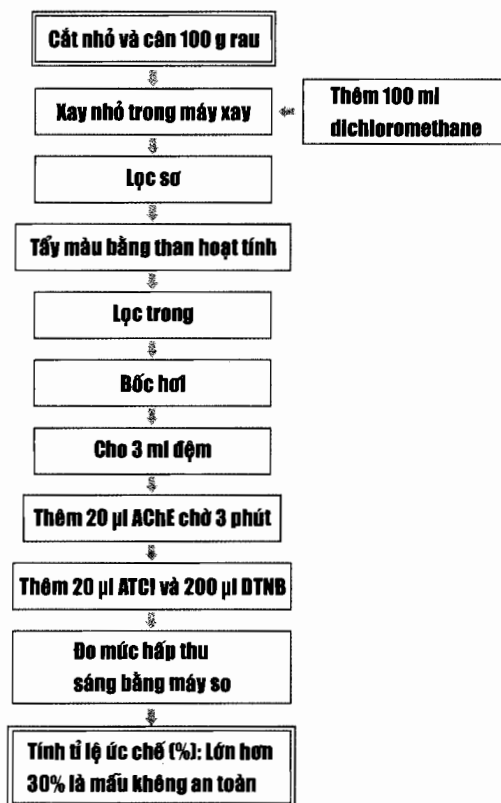 Cắt nhỏ và cân 100 g rau
Xay nhỏ trong máy xay
Thêm 100 ml
dichloromethane
Lọc sơ
Tẩy màu bằng than hoạt tính
Lọc trong
Bốc hơi
Cho 3 ml đệm
Thêm 20 µl AChE chờ 3 phút
Thêm 20 µl ATCI và 200 µl DTNB
Đo mức hấp thu
sáng bằng máy so
Tính tỉ lệ ức chế (%): Lớn hơn
30% là mẫu không an toàn